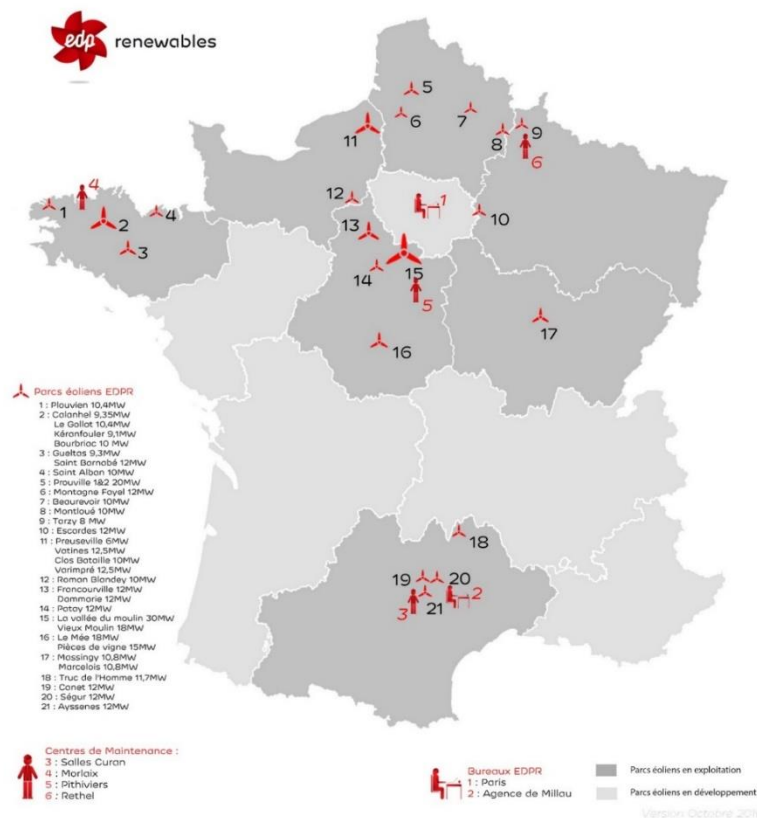 edp renewables
5
6
7
8
9
6
11
12
1
10
4
1
2
4
3
13
14
15
5
16
17
18
19
20
2
3
21
Parcs éoliens EDPR
1 : Plouvien 10,4MW
2 : Calanhel 9,35MW
Le Gollot 10,4MW
Kéranfouler 9,1MW
Bourbriac 10 MW
3 : Gueltas 9,3MW
Saint Barnabé 12MW
4 : Saint Alban 10MW
5 : Prouville 1&2 20MW
6 : Montagne Fayel 12MW
7 : Beaurevoir 10MW
8 : Montloué 10MW
9 : Tarzy 8 MW
10 : Escardes 12MW
11 : Preuseville 6MW
Vatines 12,5MW
Clos Bataille 10MW
Varimpré 12,5MW
12 : Roman Blandey 10MW
13 : Francourville 12MW
Dammarie 12MW
14 : Patay 12MW
15 : La vallée du moulin 30MW
Vieux Moulin 18MW
16 : Le Mée 18MW
Pièces de vigne 15MW
17 : Massingy 10,8MW
Marcelois 10,8MW
18 : Truc de l'Homme 11,7MW
19 : Canet 12MW
20 : Ségur 12MW
21 : Ayssenes 12MW
Centres de Maintenance :
3 : Salles Curan
4 : Morlaix
5 : Pithiviers
6 : Rethel
Bureaux EDPR
1 : Paris
2 : Agence de Millau
Parcs éoliens en exploitation
Parcs éoliens en développement
Version Octobre